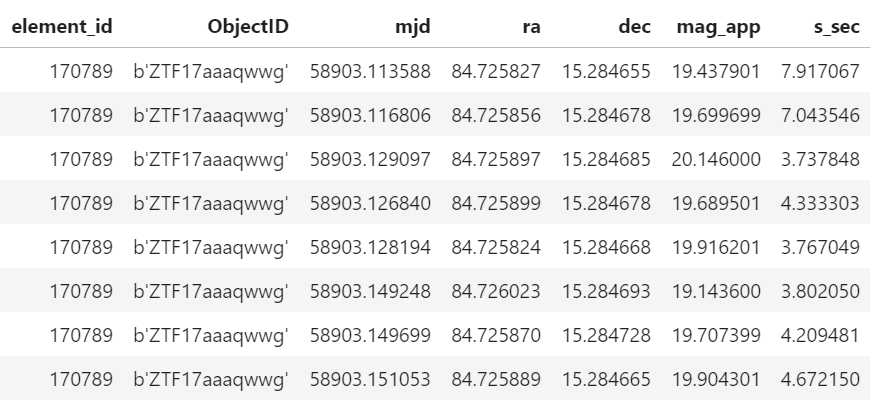 element_id ObjectID mjd ra dec mag_app s_sec
170789 b'ZTF17aaaqwwg' 58903.113588 84.725827 15.284655 19.437901 7.917067
170789 b'ZTF17aaaqwwg' 58903.116806 84.725856 15.284678 19.699699 7.043546
170789 b'ZTF17aaaqwwg' 58903.129097 84.725897 15.284685 20.146000 3.737848
170789 b'ZTF17aaaqwwg' 58903.126840 84.725899 15.284678 19.689501 4.333303
170789 b'ZTF17aaaqwwg' 58903.128194 84.725824 15.284668 19.916201 3.767049
170789 b'ZTF17aaaqwwg' 58903.149248 84.726023 15.284693 19.143600 3.802050
170789 b'ZTF17aaaqwwg' 58903.149699 84.725870 15.284728 19.707399 4.209481
170789 b'ZTF17aaaqwwg' 58903.151053 84.725889 15.284665 19.904301 4.672150